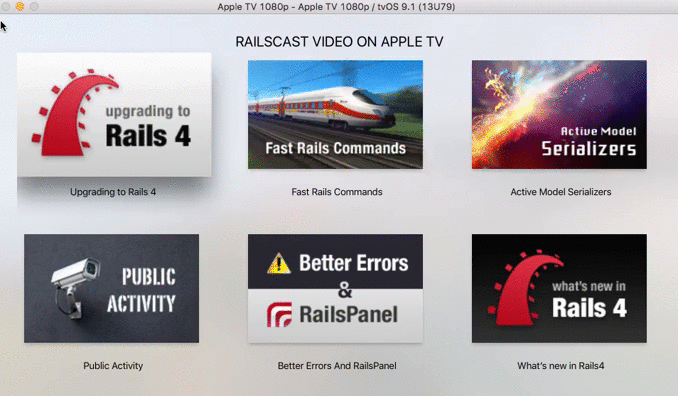 Apple TV 1080p - Apple TV 1080p / tvOS 9.1 (13U79)
RAILSCAST VIDEO ON APPLE TV
upgrading to
Rails 4
Fast Rails Commands
Active Model
Serializers
Upgrading to Rails 4
Fast Rails Commands
Active Model Serializers
PUBLIC
ACTIVITY
Better Errors
&
RailsPanel
what's new in
Rails 4
Public Activity
Better Errors And RailsPanel
What's new in Rails4